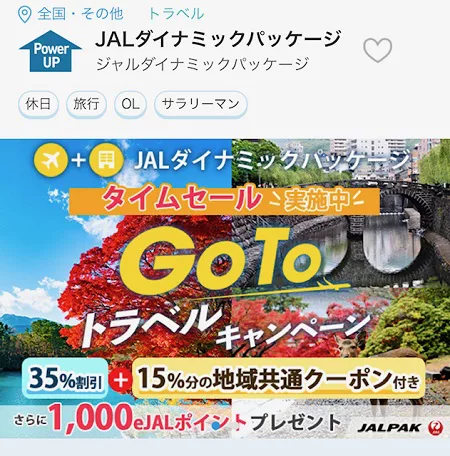 全国・その他 トラベル
Power UP
JALダイナミックパッケージ
ジャルダイナミックパッケージ
休日 旅行 OL サラリーマン
+ JALダイナミックパッケージ
タイムセール 実施中
GoTo
トラベルキャンペーン
35%割引 + 15%分の地域共通クーポン付き
さらに1,000eJALポイントプレゼント JALPAK JAL